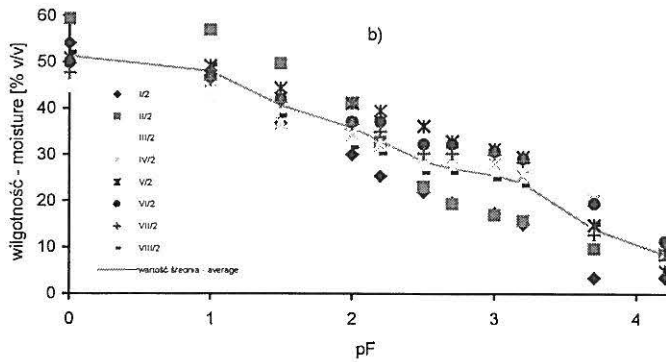 60
50
40
30
20
10
0
wilgotność - moisture [% v/v]
b)
I/2
II/2
III/2
IV/2
V/2
VI/2
VII/2
VIII/2
wartość średnia - average
0 1 2 3 4
pF